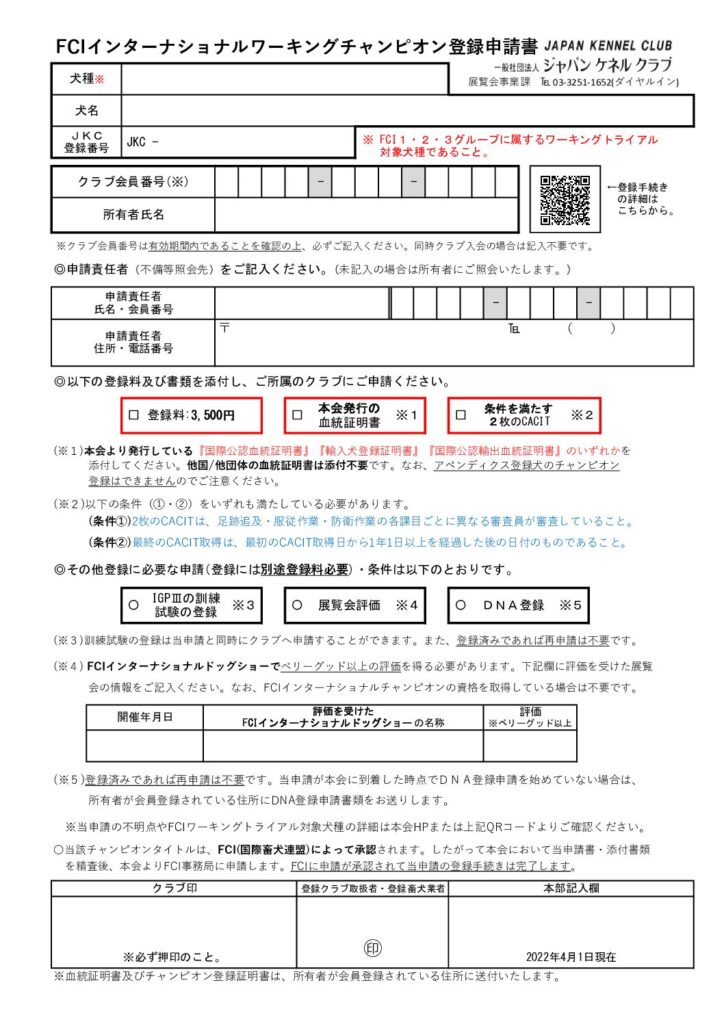 FCIインターナショナルワーキングチャンピオン登録申請書 JAPAN KENNEL CLUB
一般社団法人 ジャパン ケネル クラブ
展覧会事業課 ℡ 03-3251-1652(ダイヤルイン)
犬種※
犬名
ＪＫＣ
登録番号
JKC －
※ FCI１・２・３グループに属するワーキングトライアル
対象犬種であること。
クラブ会員番号(※)
－ －
所有者氏名
←登録手続き
の詳細は
こちらから。
※クラブ会員番号は有効期間内であることを確認の上、必ずご記入ください。同時クラブ入会の場合は記入不要です。
◎申請責任者（不備等照会先）をご記入ください。(未記入の場合は所有者にご照会いたします。)
申請責任者
氏名・会員番号
－ －
申請責任者
住所・電話番号
〒 ℡ （ ）
◎以下の登録料及び書類を添付し、ご所属のクラブにご申請ください。
□ 登録料:3,500円
□ 本会発行の
血統証明書 ※１
□ 条件を満たす
２枚のCACIT ※２
(※１)本会より発行している『国際公認血統証明書』『輸入犬登録証明書』『国際公認輸出血統証明書』のいずれかを
添付してください。他国/他団体の血統証明書は添付不要です。なお、アペンディクス登録犬のチャンピオン
登録はできませんのでご注意ください。
(※２)以下の条件（①・②）をいずれも満たしている必要があります。
(条件①)2枚のCACITは、足跡追及・服従作業・防衛作業の各課目ごとに異なる審査員が審査していること。
(条件②)最終のCACIT取得は、最初のCACIT取得日から1年1日以上を経過した後の日付のものであること。
◎その他登録に必要な申請(登録には別途登録料必要)・条件は以下のとおりです。
○ IGPⅢの訓練
試験の登録 ※３
○ 展覧会評価 ※４
○ ＤＮＡ登録 ※５
(※３)訓練試験の登録は当申請と同時にクラブへ申請することができます。また、登録済みであれば再申請は不要です。
(※４) FCIインターナショナルドッグショーでベリーグッド以上の評価を得る必要があります。下記欄に評価を受けた展覧
会の情報をご記入ください。なお、FCIインターナショナルチャンピオンの資格を取得している場合は不要です。
開催年月日
評価を受けた
FCIインターナショナルドッグショーの名称
評価
※ベリーグッド以上
(※５)登録済みであれば再申請は不要です。当申請が本会に到着した時点でＤＮＡ登録申請を始めていない場合は、
所有者が会員登録されている住所にDNA登録申請書類をお送りします。
※当申請の不明点やFCIワーキングトライアル対象犬種の詳細は本会HPまたは上記QRコードよりご確認ください。
○当該チャンピオンタイトルは、FCI(国際畜犬連盟)によって承認されます。したがって本会において当申請書・添付書類
を精査後、本会よりFCI事務局に申請します。FCIに申請が承認されて当申請の登録手続きは完了します。
クラブ印
登録クラブ取扱者・登録畜犬業者
本部記入欄
※必ず押印のこと。
㊞
2022年4月1日現在
※血統証明書及びチャンピオン登録証明書は、所有者が会員登録されている住所に送付いたします。